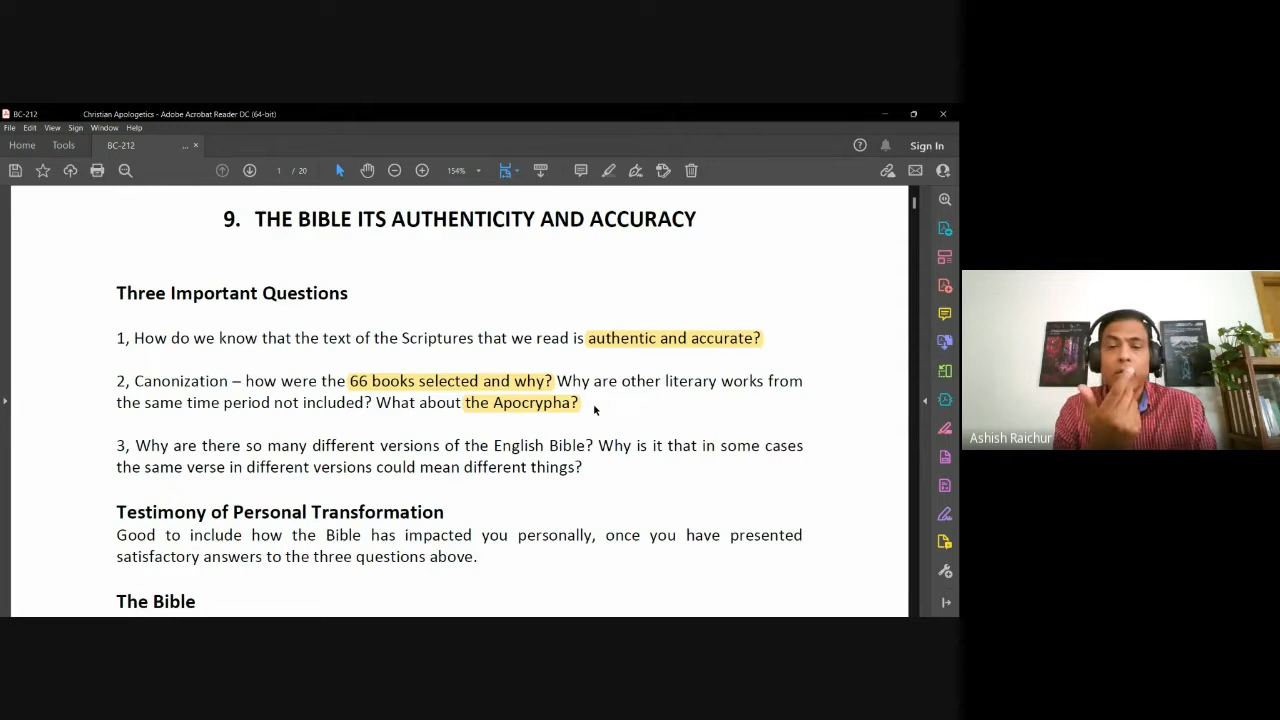 BC-212
Christian Apologetics - Adobe Acrobat Reader DC (64-bit)
File Edit View Sign Window Help
Home Tools BC-212 ... × Sign In
1 / 20 154%
9. THE BIBLE ITS AUTHENTICITY AND ACCURACY
Three Important Questions
1, How do we know that the text of the Scriptures that we read is authentic and accurate?
2, Canonization – how were the 66 books selected and why? Why are other literary works from
the same time period not included? What about the Apocrypha?
3, Why are there so many different versions of the English Bible? Why is it that in some cases
the same verse in different versions could mean different things?
Testimony of Personal Transformation
Good to include how the Bible has impacted you personally, once you have presented
satisfactory answers to the three questions above.
The Bible
Ashish Raichur